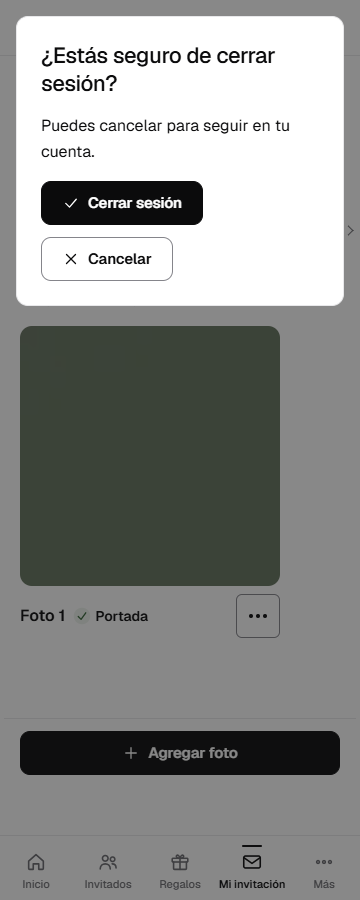 ¿Estás seguro de cerrar
sesión?
Puedes cancelar para seguir en tu
cuenta.
Cerrar sesión
Cancelar
Foto 1 Portada
Agregar foto
Inicio Invitados Regalos Mi invitación Más